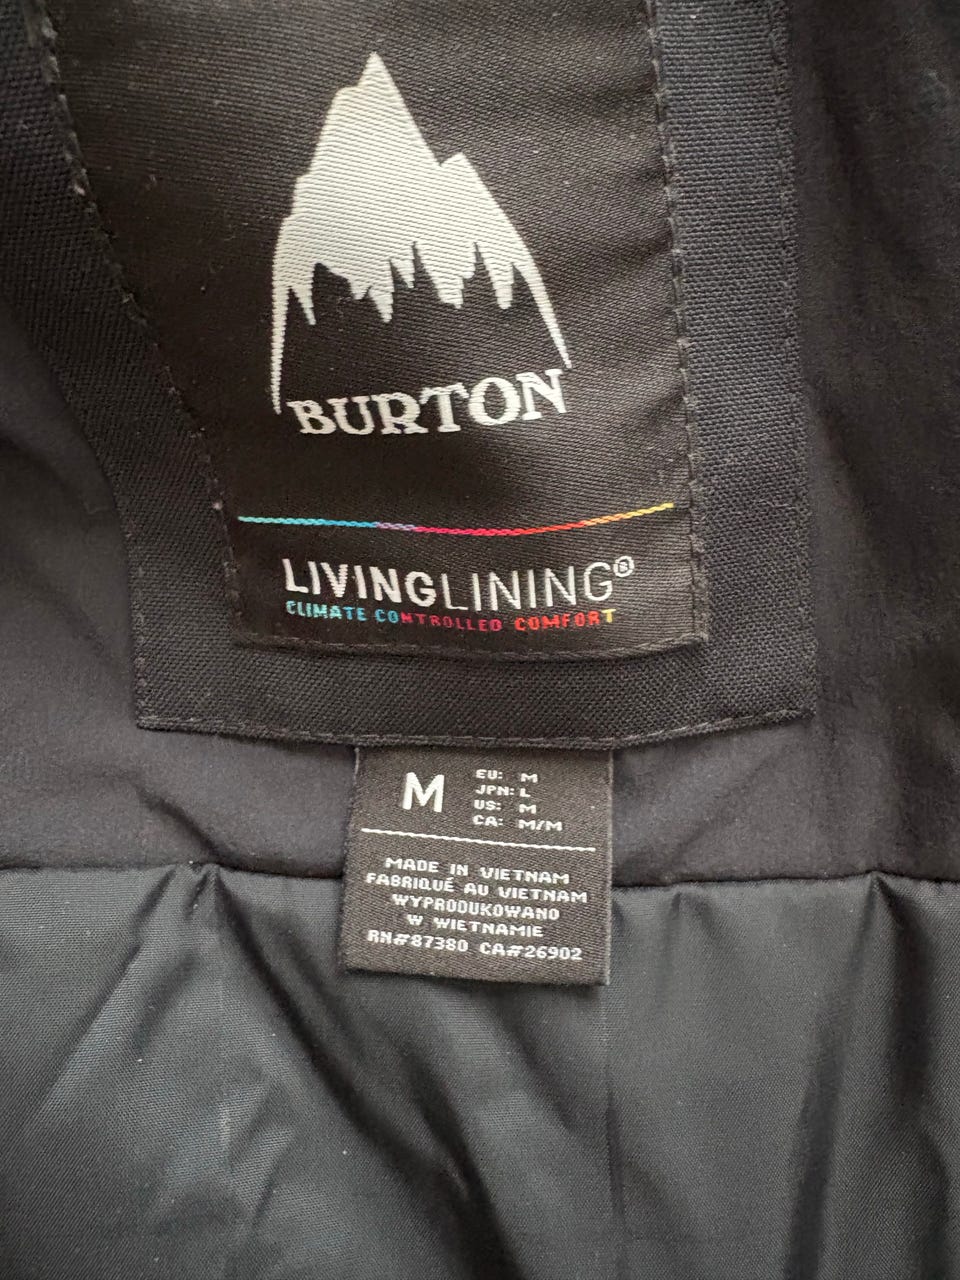 BURTON
LIVINGLINING®
CLIMATE CONTROLLED COMFORT
M
EU: M
JPN: L
US: M
CA: M/M
MADE IN VIETNAM
FABRIQUÉ AU VIETNAM
WYPRODUKOWANO
W WIETNAMIE
RN#87380 CA#26902